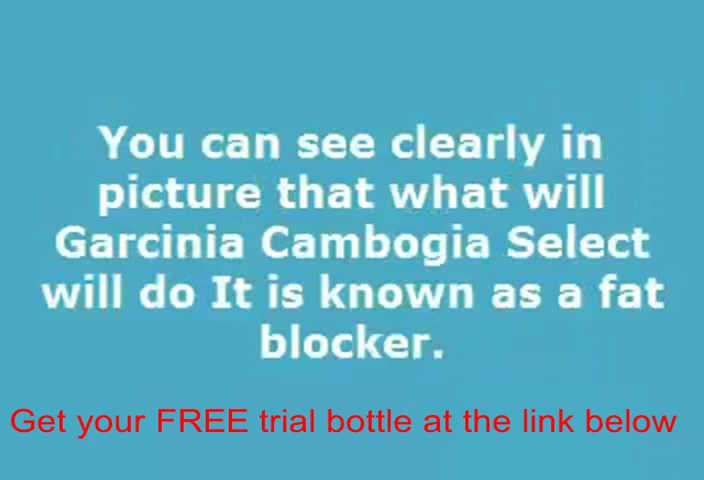 You can see clearly in
picture that what will
Garcinia Cambogia Select
will do It is known as a fat
blocker.
Get your FREE trial bottle at the link below